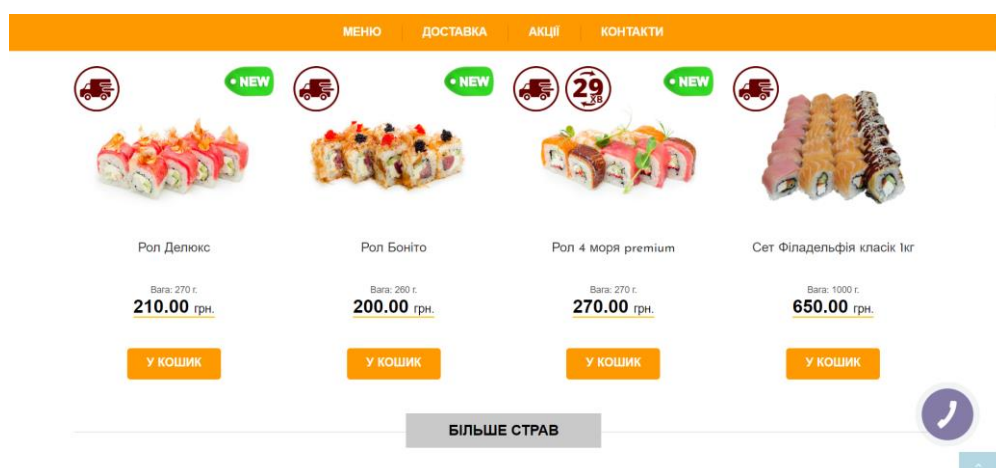 МЕНЮ ДОСТАВКА АКЦІЇ КОНТАКТИ
NEW NEW 29 ХВ NEW
Рол Делюкс Рол Боніто Рол 4 моря premium Сет Філадельфія класік 1кг
Вага: 270 г. Вага: 260 г. Вага: 270 г. Вага: 1000 г.
210.00 грн. 200.00 грн. 270.00 грн. 650.00 грн.
У КОШИК У КОШИК У КОШИК У КОШИК
БІЛЬШЕ СТРАВ